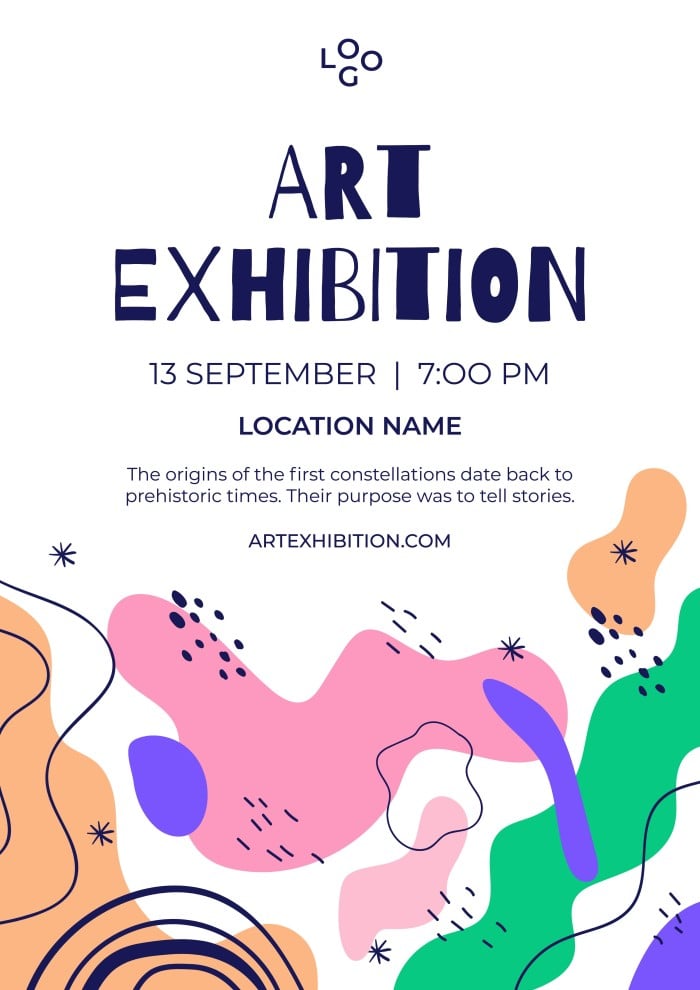 LOGO
ART
EXHIBITION
13 SEPTEMBER | 7:00 PM
LOCATION NAME
The origins of the first constellations date back to
prehistoric times. Their purpose was to tell stories.
ARTEXHIBITION.COM